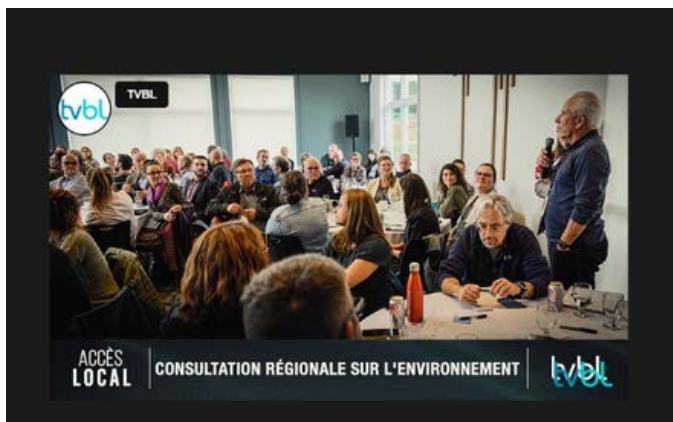 tvbl
TVBL
ACCÈS
LOCAL
CONSULTATION RÉGIONALE SUR L'ENVIRONNEMENT
tvbl